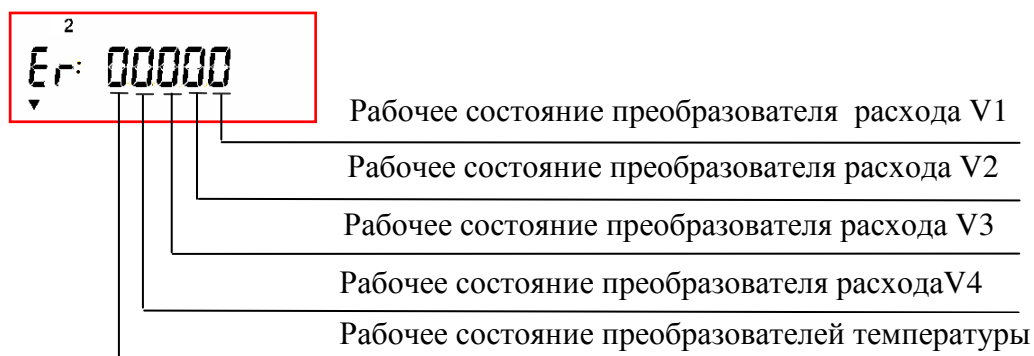 2
Er: 00000
Рабочее состояние преобразователя расхода V1
Рабочее состояние преобразователя расхода V2
Рабочее состояние преобразователя расхода V3
Рабочее состояние преобразователя расходаV4
Рабочее состояние преобразователей температуры